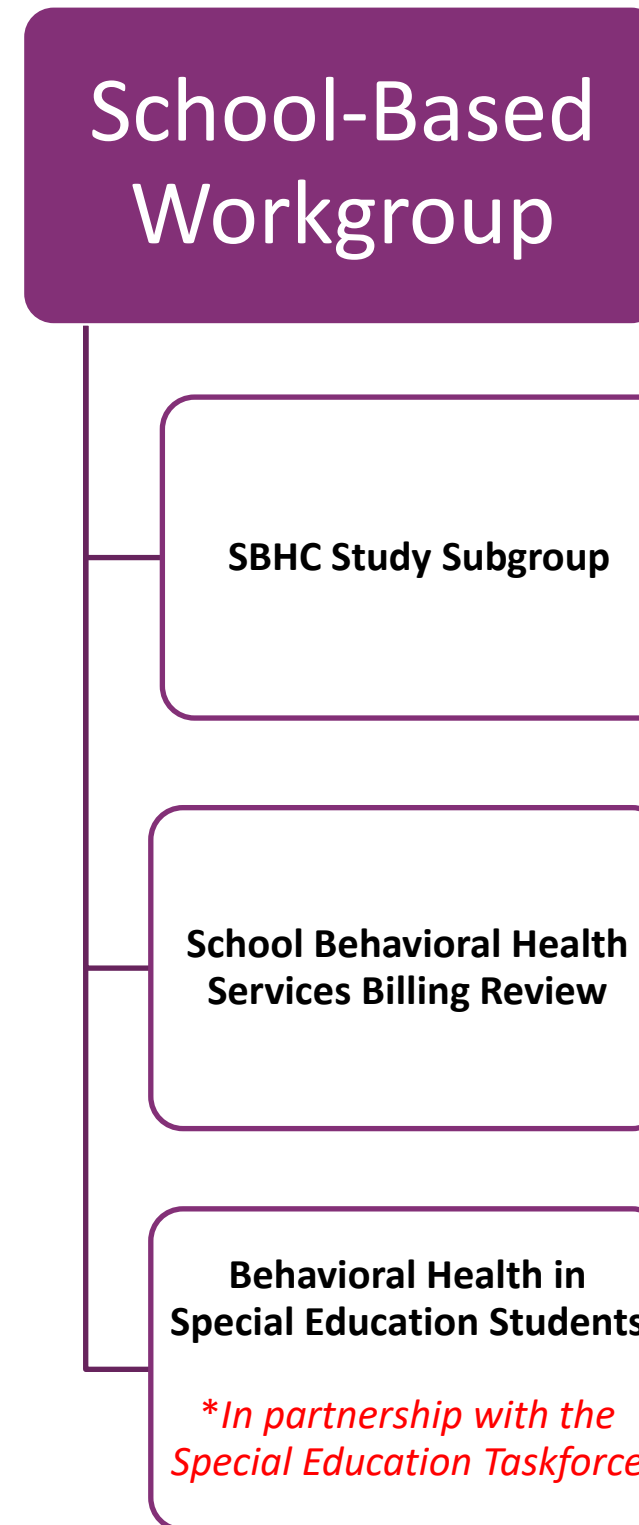 School-Based
Workgroup
SBHC Study Subgroup
School Behavioral Health
Services Billing Review
Behavioral Health in
Special Education Students
*In partnership with the
Special Education Taskforce